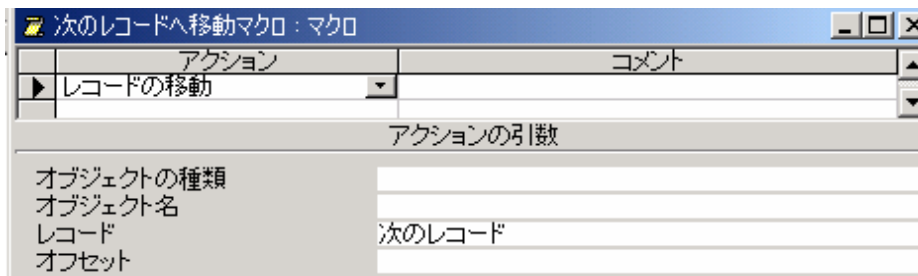 次のレコードへ移動マクロ : マクロ
アクション コメント
レコードの移動
アクションの引数
オブジェクトの種類
オブジェクト名
レコード 次のレコード
オフセット